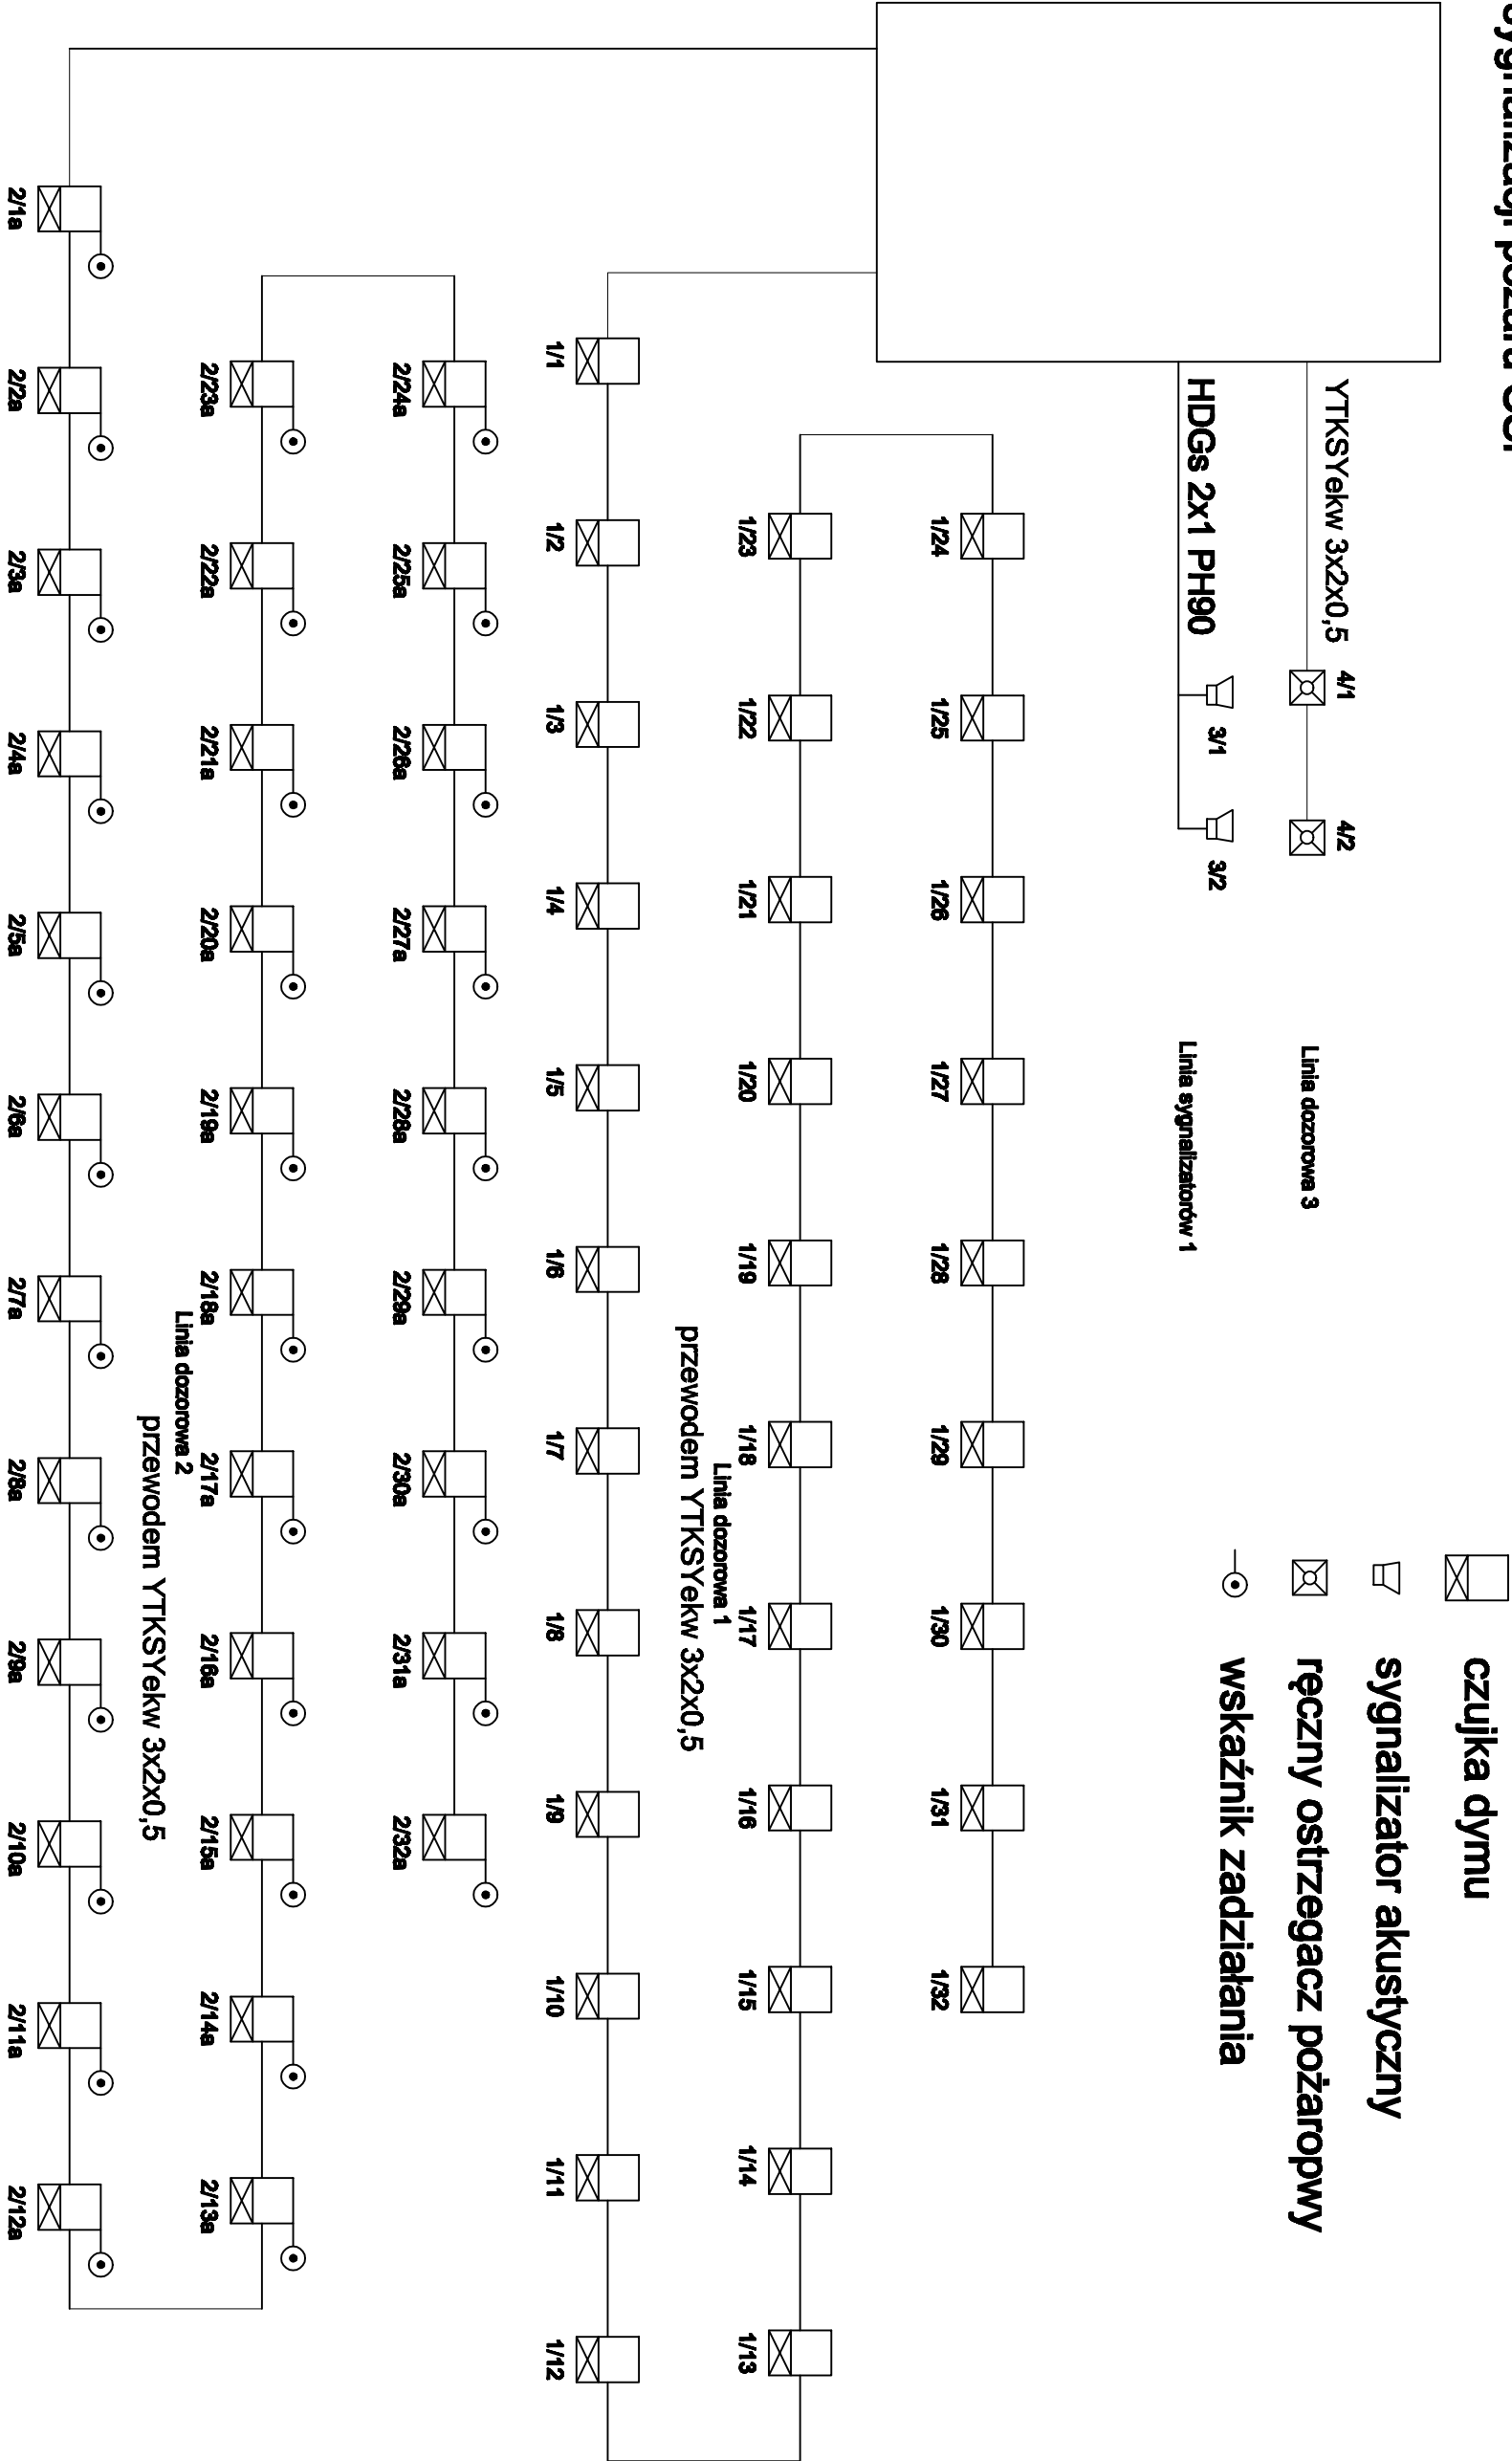 YTKSYekw 3x2x0,5
4/1
4/2
Linia dozorowa 3
HDGs 2x1 PH90
3/1
3/2
Linia sygnalizatorów 1
czujka dymu
sygnalizator akustyczny
ręczny ostrzegacz pożaropwy
wskaźnik zadziałania
1/24 1/25 1/26 1/27 1/28 1/29 1/30 1/31 1/32
1/23 1/22 1/21 1/20 1/19 1/18 1/17 1/16 1/15 1/14 1/13
Linia dozorowa 1
przewodem YTKSYekw 3x2x0,5
1/1 1/2 1/3 1/4 1/5 1/6 1/7 1/8 1/9 1/10 1/11 1/12
2/24a 2/25a 2/26a 2/27a 2/28a 2/29a 2/30a 2/31a 2/32a
2/23a 2/22a 2/21a 2/20a 2/19a 2/18a 2/17a 2/16a 2/15a 2/14a 2/13a
Linia dozorowa 2
przewodem YTKSYekw 3x2x0,5
2/1a 2/2a 2/3a 2/4a 2/5a 2/6a 2/7a 2/8a 2/9a 2/10a 2/11a 2/12a